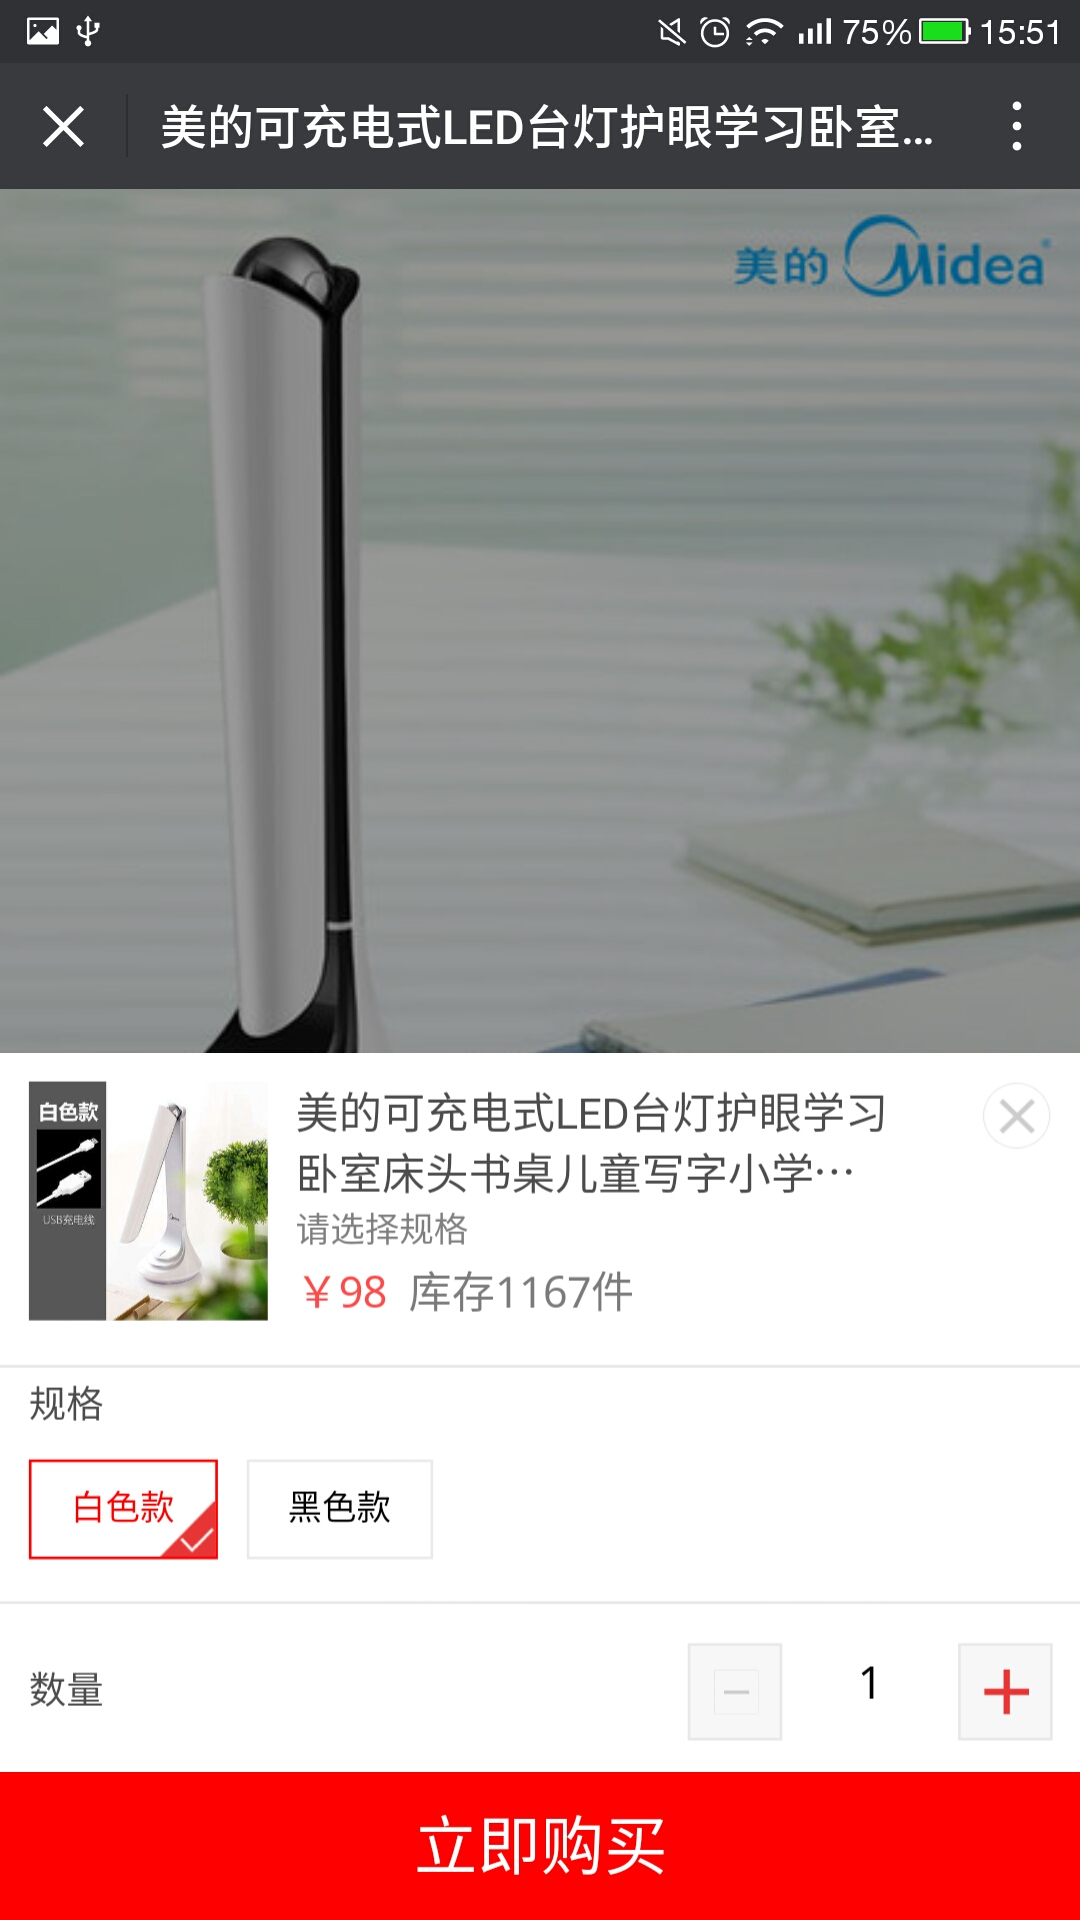 75% 15:51
美的可充电式LED台灯护眼学习卧室...
美的 Midea
白色款
USB充电线
美的可充电式LED台灯护眼学习
卧室床头书桌儿童写字小学…
请选择规格
￥98 库存1167件
规格
白色款 黑色款
数量 1
立即购买